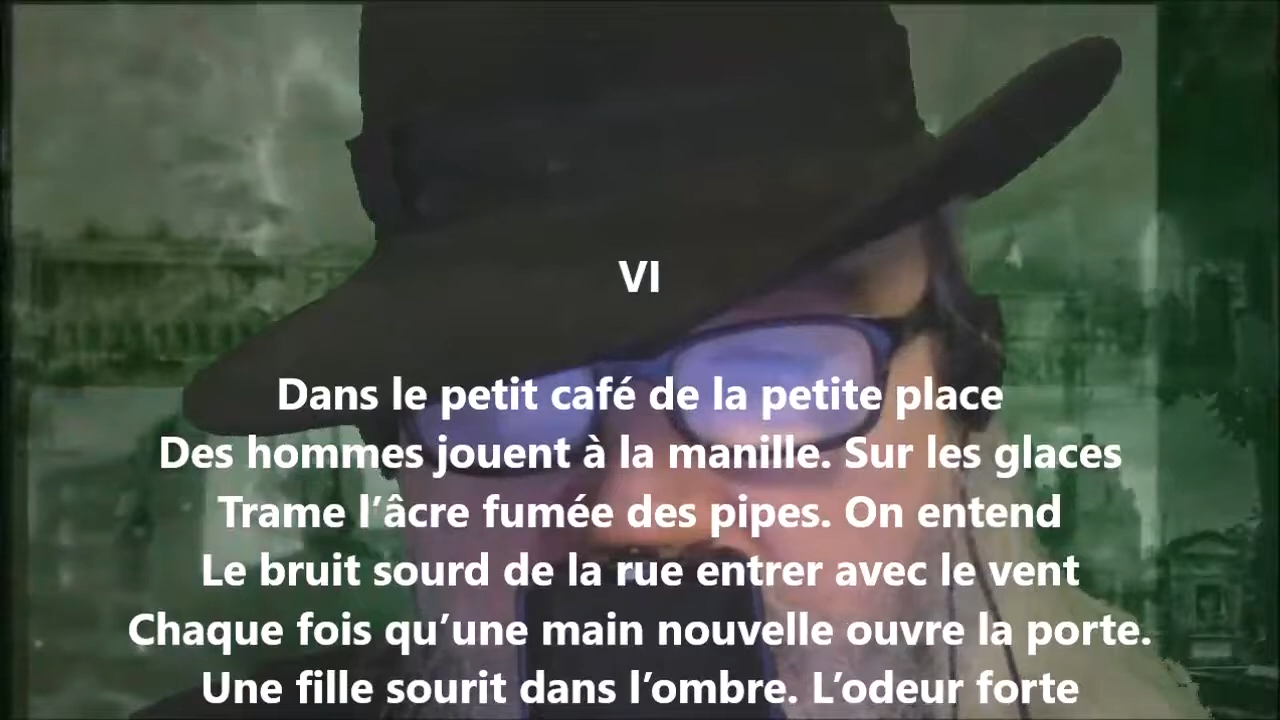 VI
Dans le petit café de la petite place
Des hommes jouent à la manille. Sur les glaces
Trame l’âcre fumée des pipes. On entend
Le bruit sourd de la rue entrer avec le vent
Chaque fois qu’une main nouvelle ouvre la porte.
Une fille sourit dans l’ombre. L’odeur forte